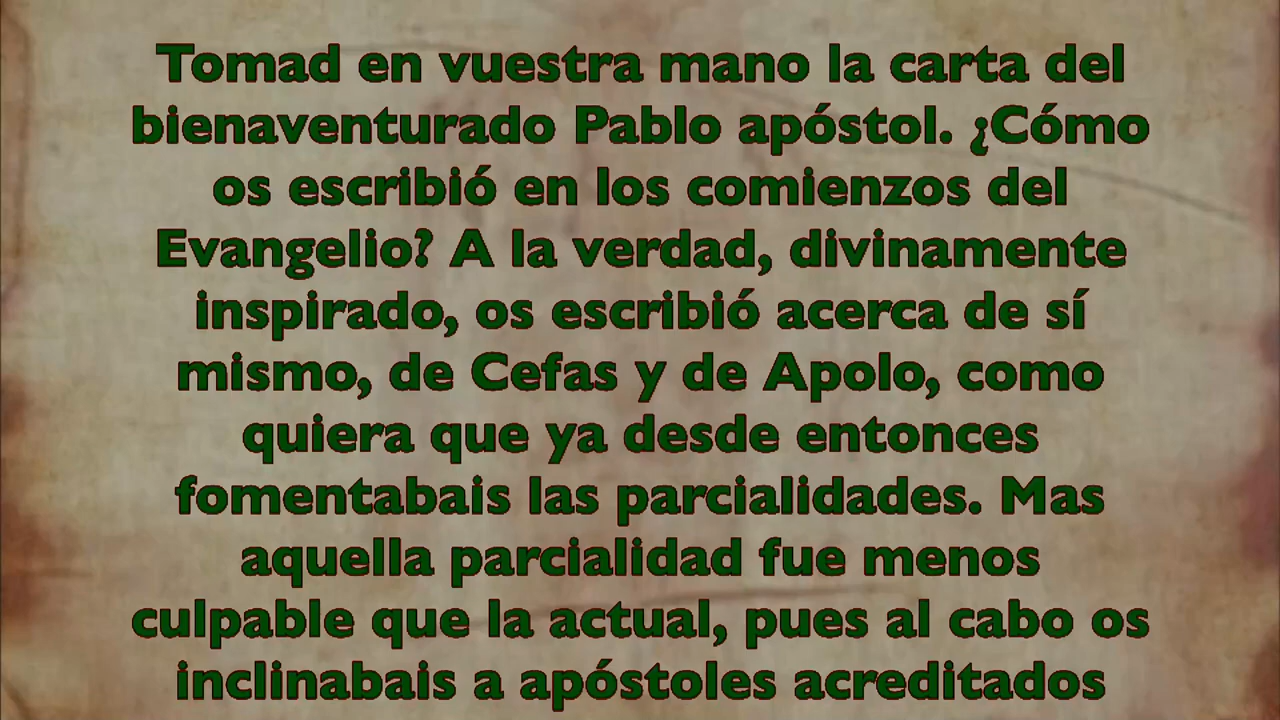 Tomad en vuestra mano la carta del
bienaventurado Pablo apóstol. ¿Cómo
os escribió en los comienzos del
Evangelio? A la verdad, divinamente
inspirado, os escribió acerca de sí
mismo, de Cefas y de Apolo, como
quiera que ya desde entonces
fomentabais las parcialidades. Mas
aquella parcialidad fue menos
culpable que la actual, pues al cabo os
inclinabais a apóstoles acreditados